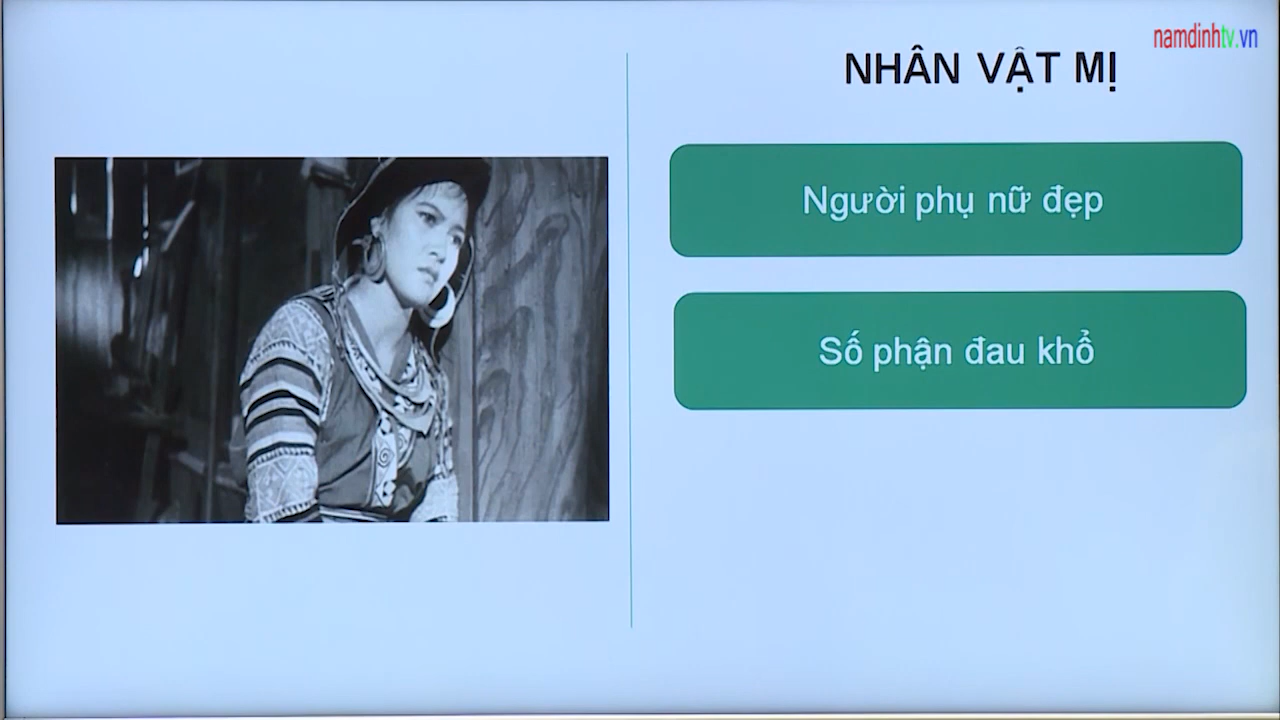 namdinhtv.vn
NHÂN VẬT MỊ
Người phụ nữ đẹp
Số phận đau khổ